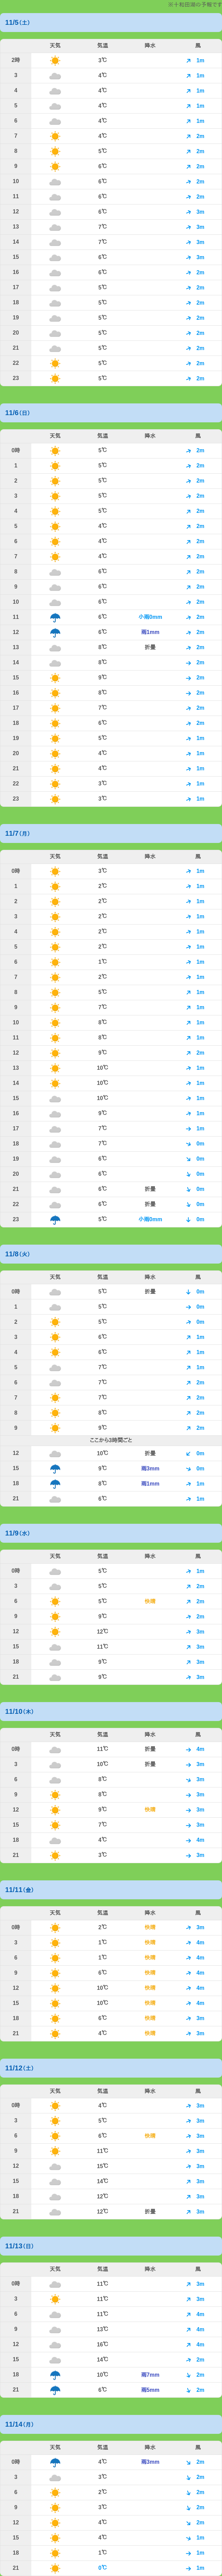 ※十和田湖の予報です
11/5(土)
天気 気温 降水 風
2時 3℃ 1m
3 4℃ 1m
4 4℃ 1m
5 4℃ 1m
6 4℃ 1m
7 4℃ 2m
8 5℃ 2m
9 6℃ 2m
10 6℃ 2m
11 6℃ 2m
12 6℃ 3m
13 7℃ 3m
14 7℃ 3m
15 6℃ 3m
16 6℃ 2m
17 5℃ 2m
18 5℃ 2m
19 5℃ 2m
20 5℃ 2m
21 5℃ 2m
22 5℃ 2m
23 5℃ 2m
11/6(日)
天気 気温 降水 風
0時 5℃ 2m
1 5℃ 2m
2 5℃ 2m
3 5℃ 2m
4 5℃ 2m
5 4℃ 2m
6 4℃ 2m
7 4℃ 2m
8 6℃ 2m
9 6℃ 2m
10 6℃ 2m
11 6℃ 小雨0mm 2m
12 6℃ 雨1mm 2m
13 8℃ 折畳 2m
14 8℃ 2m
15 9℃ 2m
16 8℃ 2m
17 7℃ 2m
18 6℃ 2m
19 5℃ 1m
20 4℃ 1m
21 4℃ 1m
22 3℃ 1m
23 3℃ 1m
11/7(月)
天気 気温 降水 風
0時 3℃ 1m
1 2℃ 1m
2 2℃ 1m
3 2℃ 1m
4 2℃ 1m
5 2℃ 1m
6 1℃ 1m
7 2℃ 1m
8 5℃ 1m
9 7℃ 1m
10 8℃ 1m
11 8℃ 1m
12 9℃ 2m
13 10℃ 1m
14 10℃ 1m
15 10℃ 1m
16 9℃ 1m
17 7℃ 1m
18 7℃ 0m
19 6℃ 0m
20 6℃ 0m
21 6℃ 折畳 0m
22 6℃ 折畳 0m
23 5℃ 小雨0mm 0m
11/8(火)
天気 気温 降水 風
0時 5℃ 折畳 0m
1 5℃ 0m
2 5℃ 0m
3 6℃ 1m
4 6℃ 1m
5 7℃ 1m
6 7℃ 2m
7 7℃ 2m
8 8℃ 2m
9 9℃ 2m
ここから3時間ごと
12 10℃ 折畳 0m
15 9℃ 雨3mm 0m
18 8℃ 雨1mm 1m
21 6℃ 1m
11/9(水)
天気 気温 降水 風
0時 5℃ 1m
3 5℃ 2m
6 5℃ 快晴 2m
9 9℃ 2m
12 12℃ 3m
15 11℃ 3m
18 9℃ 3m
21 9℃ 3m
11/10(木)
天気 気温 降水 風
0時 11℃ 折畳 4m
3 10℃ 折畳 3m
6 8℃ 3m
9 8℃ 3m
12 9℃ 快晴 3m
15 7℃ 3m
18 4℃ 4m
21 3℃ 3m
11/11(金)
天気 気温 降水 風
0時 2℃ 快晴 3m
3 1℃ 快晴 4m
6 1℃ 快晴 4m
9 6℃ 快晴 4m
12 10℃ 快晴 4m
15 10℃ 快晴 4m
18 6℃ 快晴 3m
21 4℃ 快晴 3m
11/12(土)
天気 気温 降水 風
0時 4℃ 3m
3 5℃ 3m
6 6℃ 快晴 3m
9 11℃ 3m
12 15℃ 3m
15 14℃ 3m
18 12℃ 3m
21 12℃ 折畳 3m
11/13(日)
天気 気温 降水 風
0時 11℃ 3m
3 11℃ 3m
6 11℃ 4m
9 13℃ 4m
12 16℃ 4m
15 14℃ 2m
18 10℃ 雨7mm 2m
21 6℃ 雨5mm 2m
11/14(月)
天気 気温 降水 風
0時 4℃ 雨3mm 2m
3 3℃ 2m
6 2℃ 2m
9 3℃ 2m
12 4℃ 2m
15 4℃ 1m
18 1℃ 1m
21 0℃ 1m